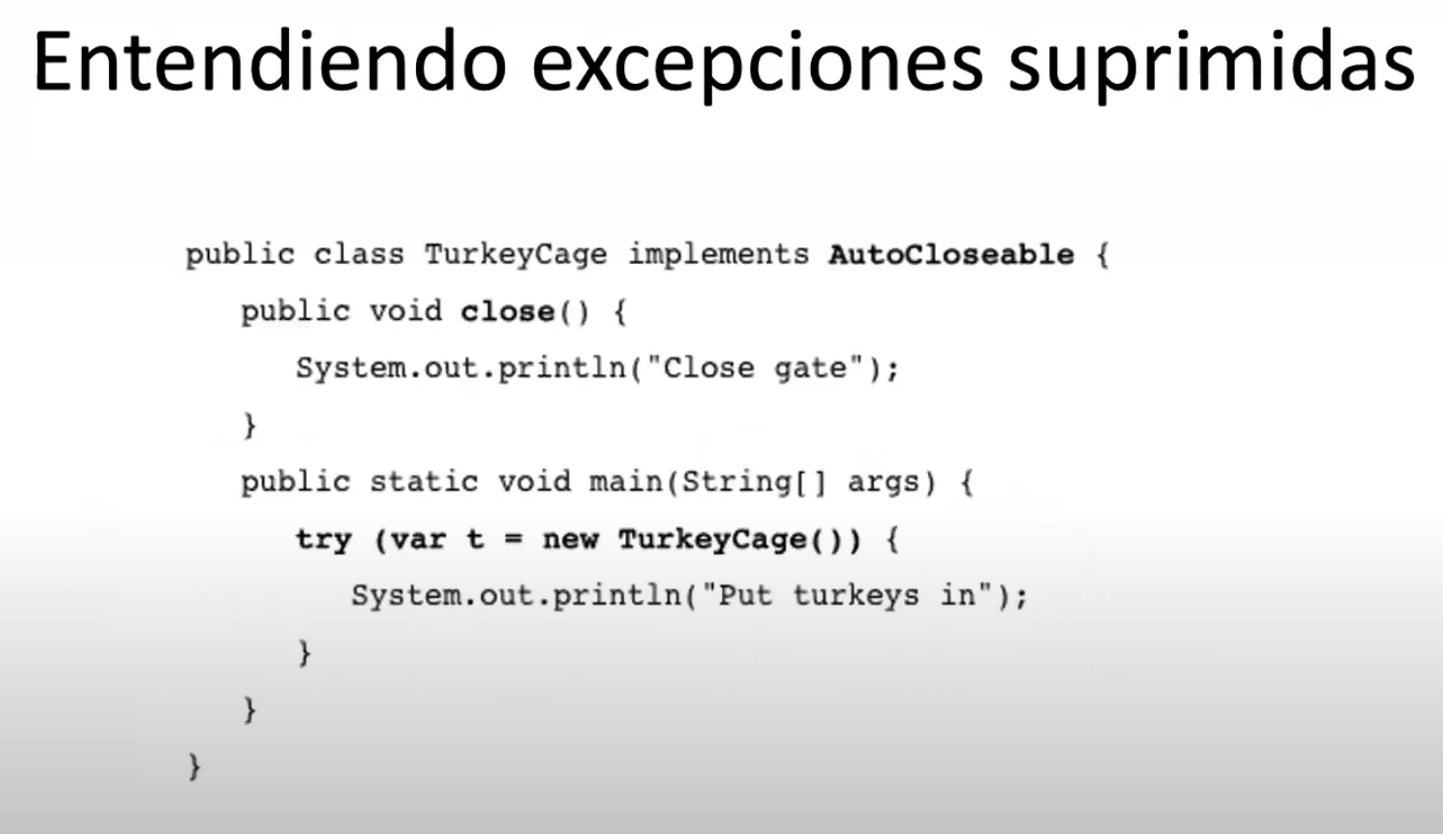 Entendiendo excepciones suprimidas
public class TurkeyCage implements AutoCloseable {
public void close() {
System.out.println("Close gate");
}
public static void main(String[] args) {
try (var t = new TurkeyCage()) {
System.out.println("Put turkeys in");
}
}
}